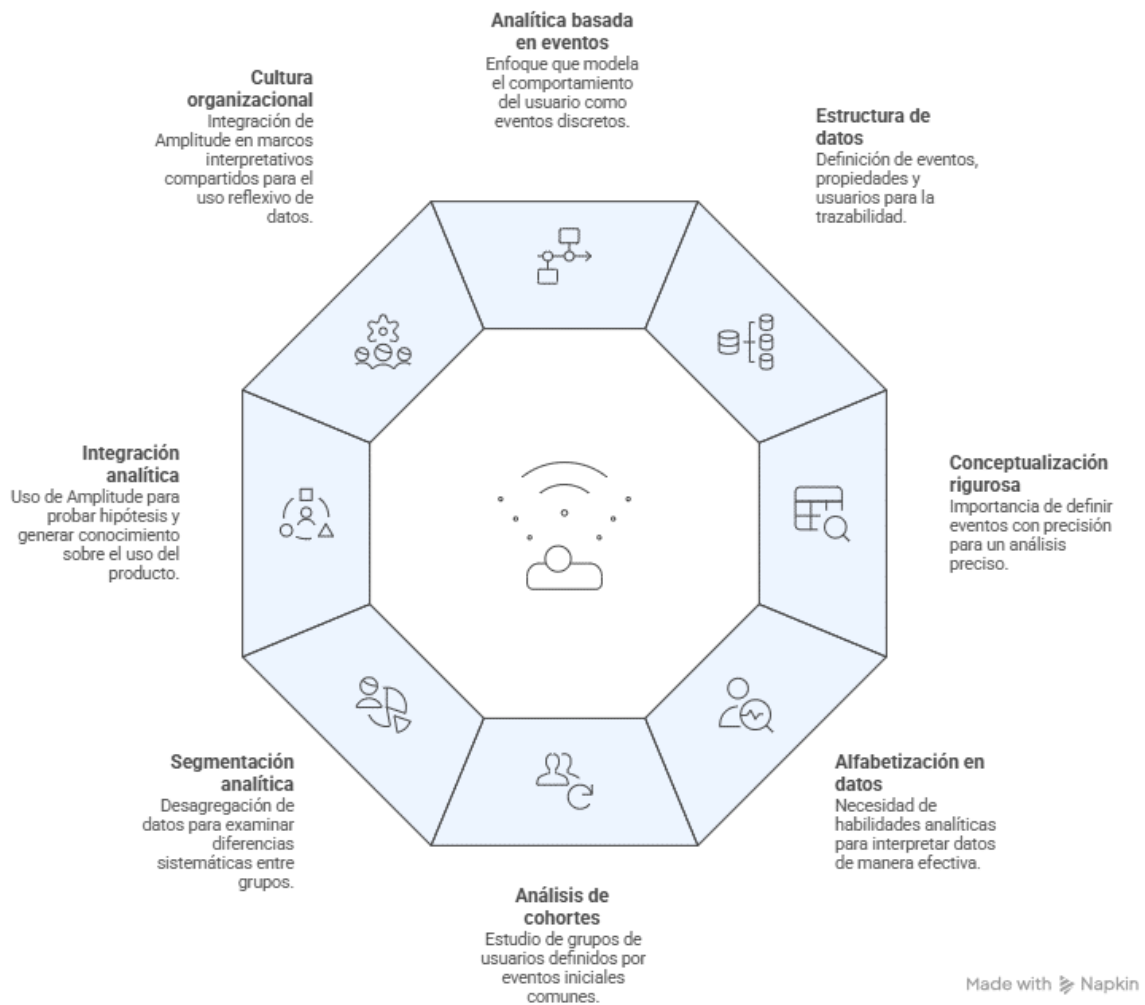 Analítica basada
en eventos
Enfoque que modela
el comportamiento
del usuario como
eventos discretos.
Estructura de
datos
Definición de eventos,
propiedades y
usuarios para la
trazabilidad.
Conceptualización
rigurosa
Importancia de definir
eventos con precisión
para un análisis
preciso.
Alfabetización en
datos
Necesidad de
habilidades analíticas
para interpretar datos
de manera efectiva.
Análisis de
cohortes
Estudio de grupos de
usuarios definidos por
eventos iniciales
comunes.
Segmentación
analítica
Desagregación de
datos para examinar
diferencias
sistemáticas entre
grupos.
Integración
analítica
Uso de Amplitude para
probar hipótesis y
generar conocimiento
sobre el uso del
producto.
Cultura
organizacional
Integración de
Amplitude en marcos
interpretativos
compartidos para el
uso reflexivo de
datos.
Made with Napkin